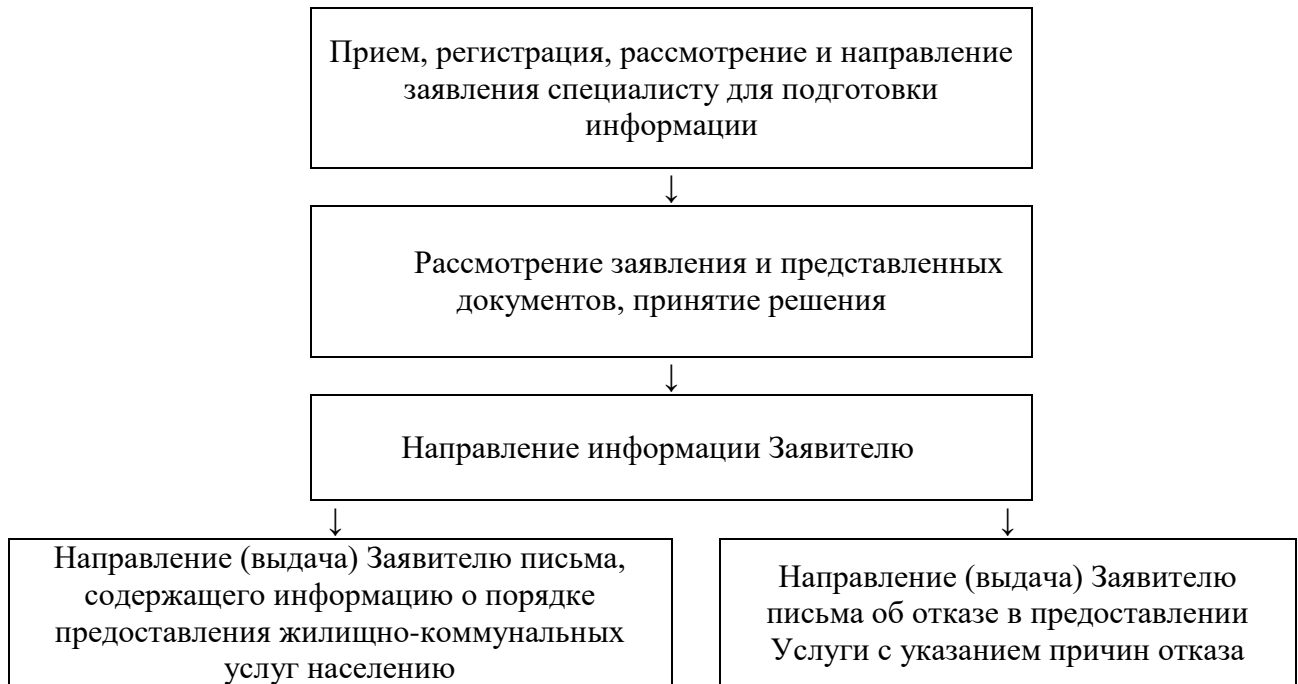 Прием, регистрация, рассмотрение и направление
заявления специалисту для подготовки
информации
↓
Рассмотрение заявления и представленных
документов, принятие решения
↓
Направление информации Заявителю
↓
↓
Направление (выдача) Заявителю письма,
содержащего информацию о порядке
предоставления жилищно-коммунальных
услуг населению
Направление (выдача) Заявителю
письма об отказе в предоставлении
Услуги с указанием причин отказа